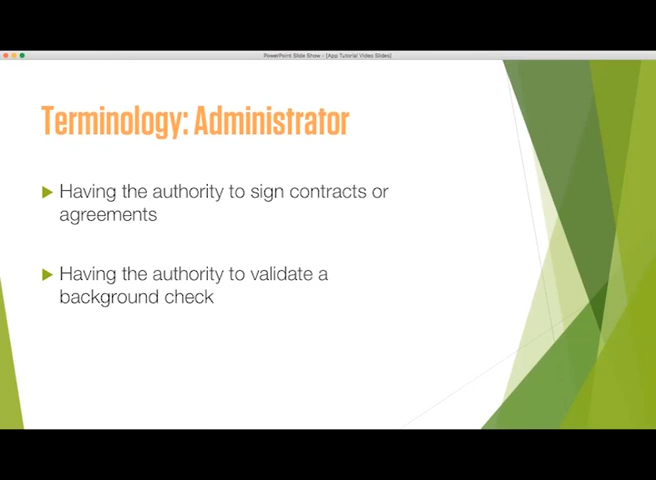 PowerPoint Slide Show - [App Tutorial Video Slides]
Terminology: Administrator
Having the authority to sign contracts or
agreements
Having the authority to validate a
background check